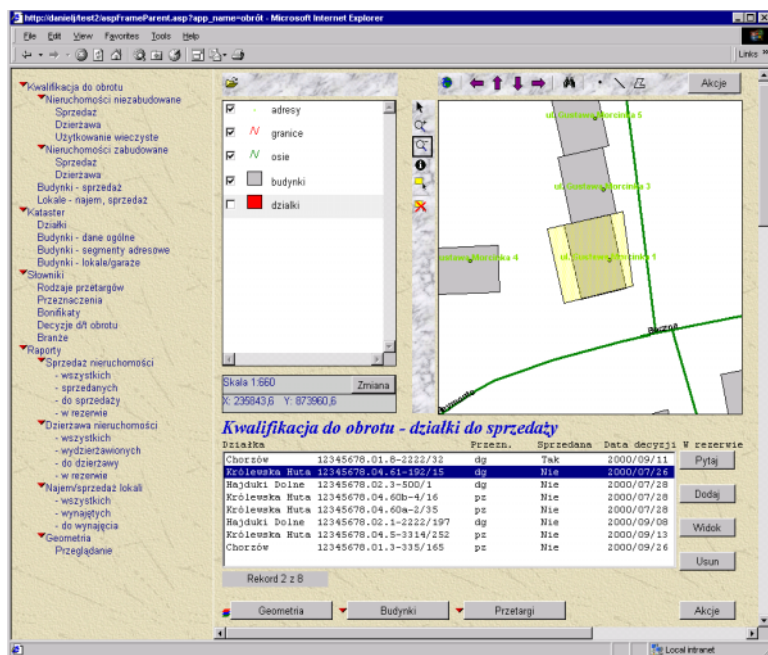 http://danielj/test2/aspFrameParent.asp?app_name=obrót - Microsoft Internet Explorer
File Edit View Favorites Tools Help
Links »
Kwalifikacja do obrotu
Nieruchomości niezabudowane
Sprzedaż
Dzierżawa
Użytkowanie wieczyste
Nieruchomości zabudowane
Sprzedaż
Dzierżawa
Budynki - sprzedaż
Lokale - najem, sprzedaż
Kataster
Działki
Budynki - dane ogólne
Budynki - segmenty adresowe
Budynki - lokale/garaże
Słowniki
Rodzaje przetargów
Przeznaczenia
Bonifikaty
Decyzje d/t obrotu
Branże
Raporty
Sprzedaż nieruchomości
- wszystkich
- sprzedanych
- do sprzedaży
- w rezerwie
Dzierżawa nieruchomości
- wszystkich
- wydzierżawionych
- do dzierżawy
- w rezerwie
Najem/sprzedaż lokali
- wszystkich
- wynajętych
- do wynajęcia
Geometria
Przeglądanie
adresy
granice
osie
budynki
działki
Skala 1:660
Zmiana
X: 235843,6 Y: 873960,6
Akcje
ul. Gustawa Morcinka 5
ul. Gustawa Morcinka 3
ul. Gustawa Morcinka 1
ustawa Morcinka 4
Boczna
Kwalifikacja do obrotu - działki do sprzedaży
Działka Przezn. Sprzedana Data decyzji W rezerwie
Chorzów 12345678.01.8-2222/32 dg Tak 2000/09/11
Królewska Huta 12345678.04.61-192/15 dg Nie 2000/07/26
Hajduki Dolne 12345678.02.3-500/1 dg Nie 2000/07/28
Królewska Huta 12345678.04.60b-4/16 pz Nie 2000/07/28
Królewska Huta 12345678.04.60a-2/35 pz Nie 2000/07/28
Hajduki Dolne 12345678.02.1-2222/197 dg Nie 2000/09/08
Królewska Huta 12345678.04.5-3314/252 pz Nie 2000/09/13
Chorzów 12345678.01.3-335/165 pz Nie 2000/09/26
Pytaj
Dodaj
Widok
Usun
Rekord 2 z 8
Geometria Budynki Przetargi Akcje
Local intranet